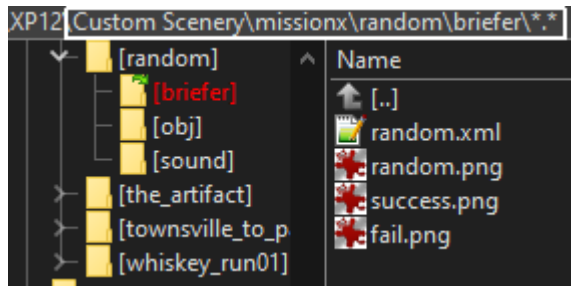 XP12\Custom Scenery\missionx\random\briefer\*.*
[random]
[briefer]
[obj]
[sound]
[the_artifact]
[townsville_to_p
[whiskey_run01]
Name
[..]
random.xml
random.png
success.png
fail.png